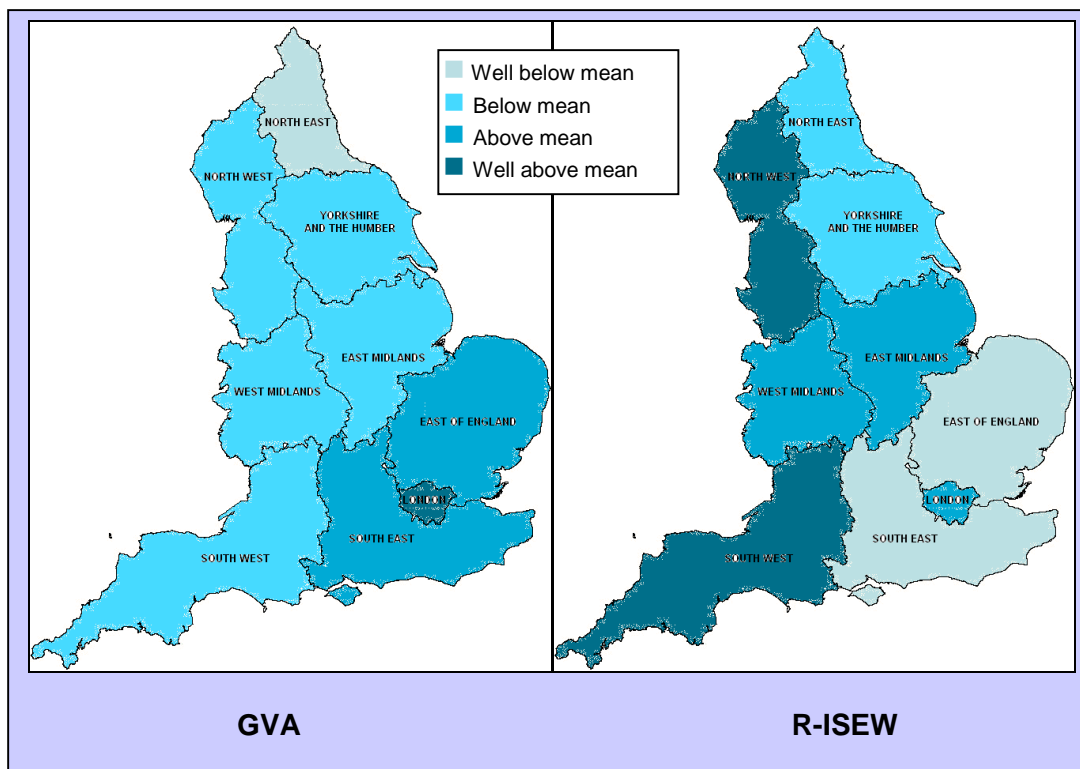 Well below mean
Below mean
Above mean
Well above mean
NORTH EAST
NORTH WEST
YORKSHIRE
AND THE HUMBER
EAST MIDLANDS
WEST MIDLANDS
EAST OF ENGLAND
LONDON
SOUTH EAST
SOUTH WEST
NORTH EAST
NORTH WEST
YORKSHIRE
AND THE HUMBER
EAST MIDLANDS
WEST MIDLANDS
EAST OF ENGLAND
LONDON
SOUTH EAST
SOUTH WEST
GVA
R-ISEW